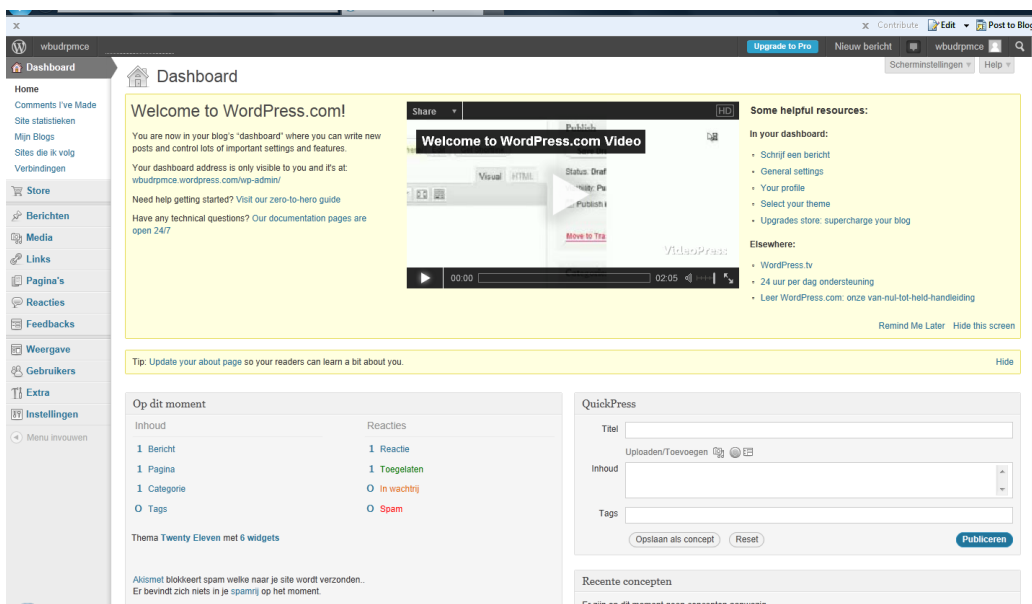 x
x Contribute Edit Post to Blog
wbudrpmce
Upgrade to Pro Nieuw bericht wbudrpmce
Scherminstellingen Help
Dashboard
Home
Comments I've Made
Site statistieken
Mijn Blogs
Sites die ik volg
Verbindingen
Store
Berichten
Media
Links
Pagina's
Reacties
Feedbacks
Weergave
Gebruikers
Extra
Instellingen
Menu invouwen
Dashboard
Welcome to WordPress.com!
You are now in your blog's "dashboard" where you can write new
posts and control lots of important settings and features.
Your dashboard address is only visible to you and it's at:
wbudrpmce.wordpress.com/wp-admin/
Need help getting started? Visit our zero-to-hero guide
Have any technical questions? Our documentation pages are
open 24/7
Share HD
Publish
Welcome to WordPress.com Video
Visual HTML
Status: Draf
Publish
Move to Tra
VideoPress
00:00 02:05
Some helpful resources:
In your dashboard:
Schrijf een bericht
General settings
Your profile
Select your theme
Upgrades store: supercharge your blog
Elsewhere:
WordPress.tv
24 uur per dag ondersteuning
Leer WordPress.com: onze van-nul-tot-held-handleiding
Remind Me Later Hide this screen
Tip: Update your about page so your readers can learn a bit about you.
Hide
Op dit moment
Inhoud Reacties
1 Bericht 1 Reactie
1 Pagina 1 Toegelaten
1 Categorie 0 In wachtrij
0 Tags 0 Spam
Thema Twenty Eleven met 6 widgets
Akismet blokkeert spam welke naar je site wordt verzonden..
Er bevindt zich niets in je spamrij op het moment.
QuickPress
Titel
Uploaden/Toevoegen
Inhoud
Tags
Opslaan als concept Reset Publiceren
Recente concepten